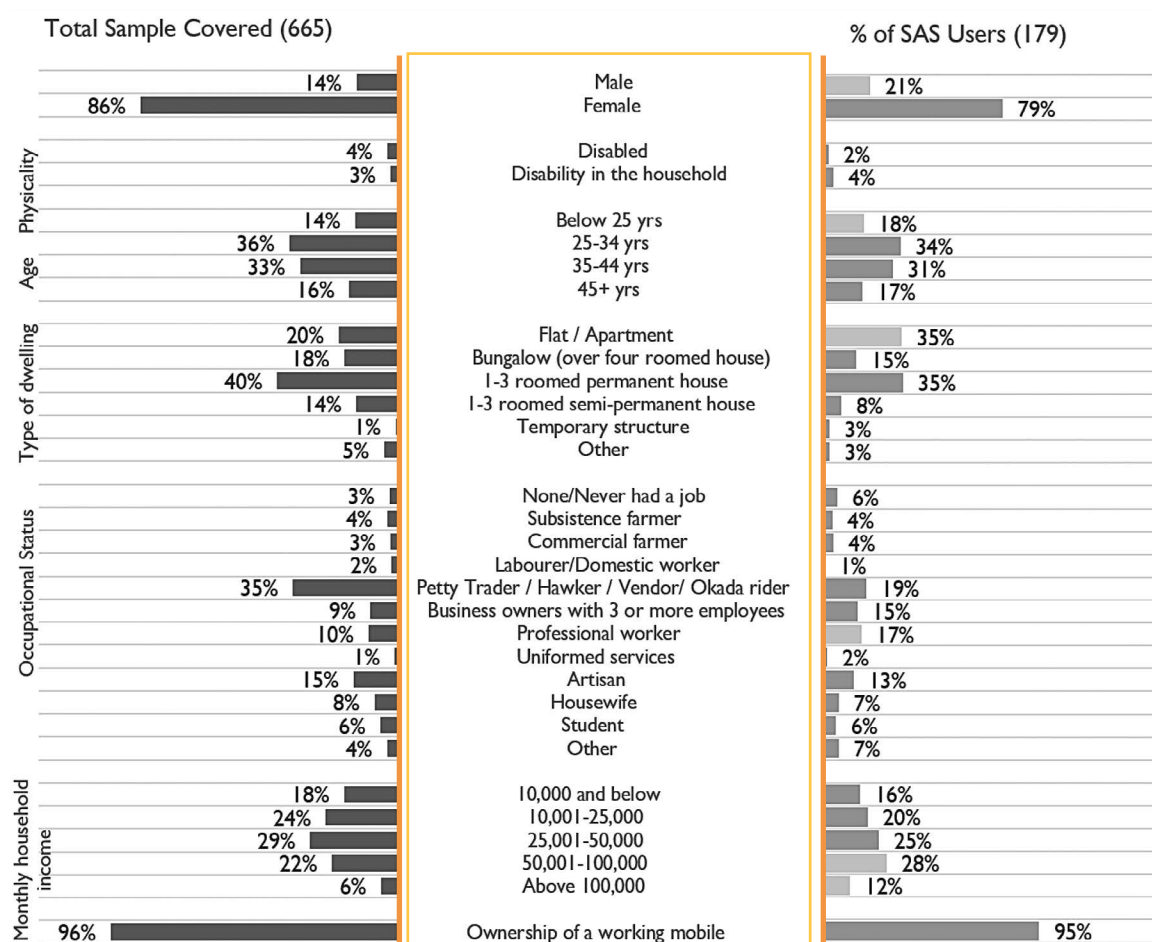 Total Sample Covered (665)
% of SAS Users (179)
14% Male 21%
86% Female 79%
Physicality
4% Disabled 2%
3% Disability in the household 4%
Age
14% Below 25 yrs 18%
36% 25-34 yrs 34%
33% 35-44 yrs 31%
16% 45+ yrs 17%
Type of dwelling
20% Flat / Apartment 35%
18% Bungalow (over four roomed house) 15%
40% 1-3 roomed permanent house 35%
14% 1-3 roomed semi-permanent house 8%
1% Temporary structure 3%
5% Other 3%
Occupational Status
3% None/Never had a job 6%
4% Subsistence farmer 4%
3% Commercial farmer 4%
2% Labourer/Domestic worker 1%
35% Petty Trader / Hawker / Vendor/ Okada rider 19%
9% Business owners with 3 or more employees 15%
10% Professional worker 17%
1% Uniformed services 2%
15% Artisan 13%
8% Housewife 7%
6% Student 6%
4% Other 7%
Monthly household
income
18% 10,000 and below 16%
24% 10,001-25,000 20%
29% 25,001-50,000 25%
22% 50,001-100,000 28%
6% Above 100,000 12%
96% Ownership of a working mobile 95%